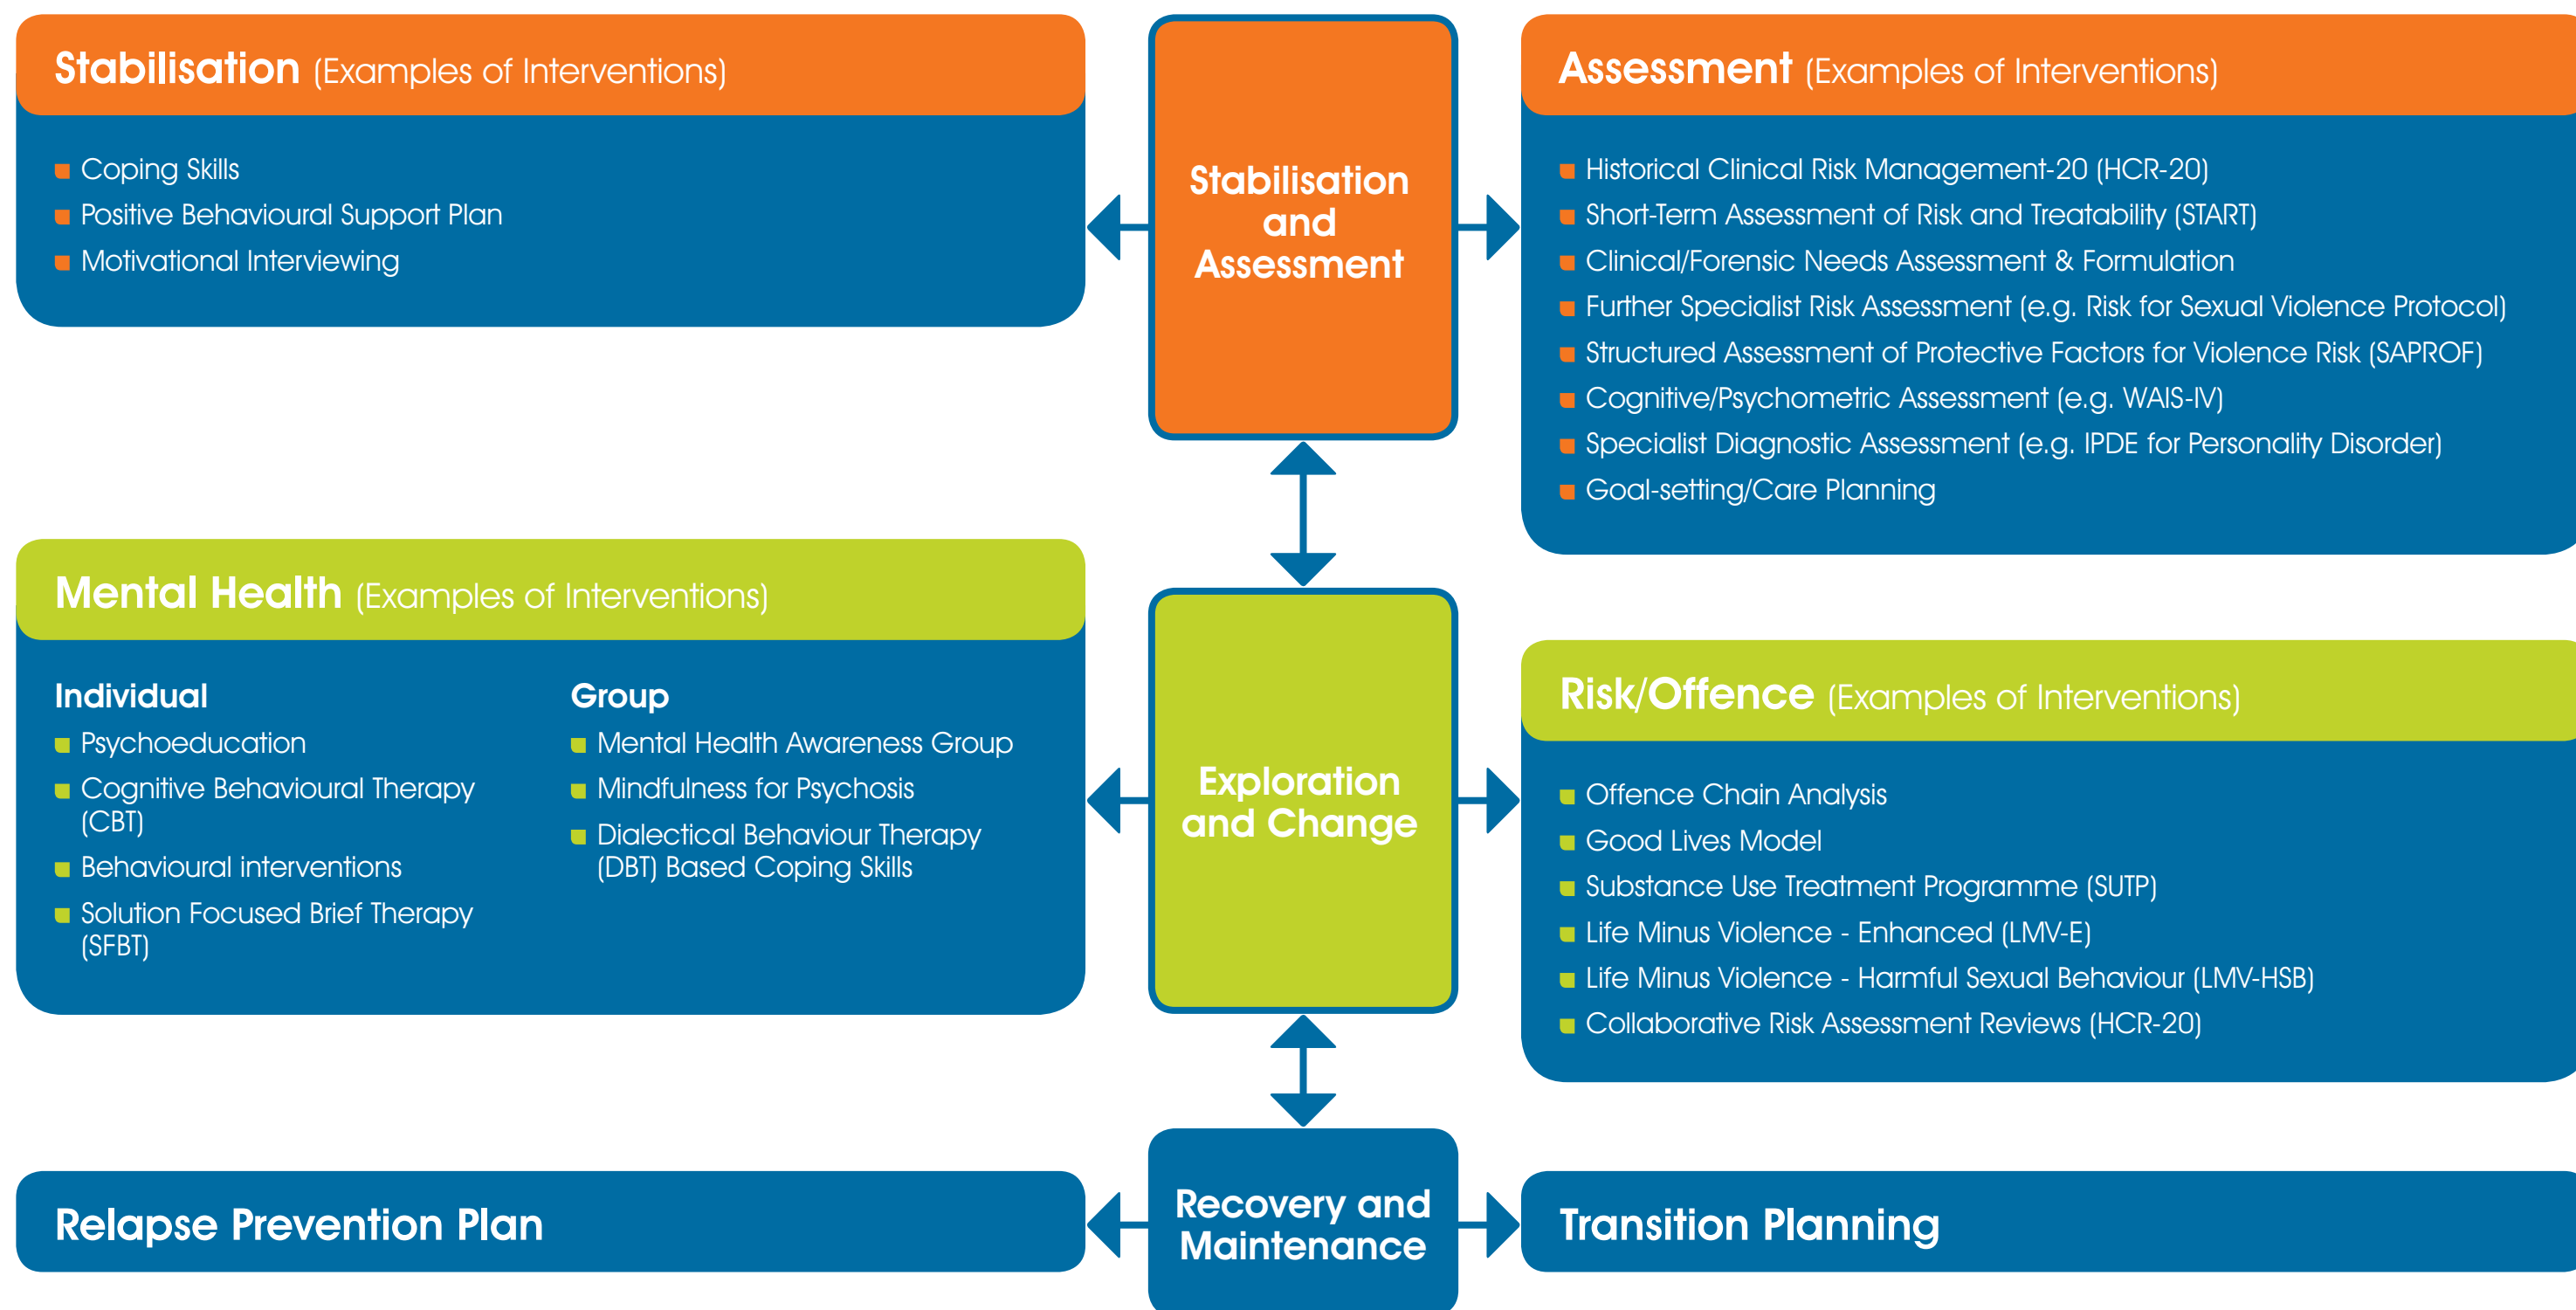 Stabilisation (Examples of Interventions)
Coping Skills
Positive Behavioural Support Plan
Motivational Interviewing
Stabilisation
and
Assessment
Assessment (Examples of Interventions)
Historical Clinical Risk Management-20 (HCR-20)
Short-Term Assessment of Risk and Treatability (START)
Clinical/Forensic Needs Assessment & Formulation
Further Specialist Risk Assessment (e.g. Risk for Sexual Violence Protocol)
Structured Assessment of Protective Factors for Violence Risk (SAPROF)
Cognitive/Psychometric Assessment (e.g. WAIS-IV)
Specialist Diagnostic Assessment (e.g. IPDE for Personality Disorder)
Goal-setting/Care Planning
Mental Health (Examples of Interventions)
Individual
Psychoeducation
Cognitive Behavioural Therapy
(CBT)
Behavioural interventions
Solution Focused Brief Therapy
(SFBT)
Group
Mental Health Awareness Group
Mindfulness for Psychosis
Dialectical Behaviour Therapy
(DBT) Based Coping Skills
Exploration
and Change
Risk/Offence (Examples of Interventions)
Offence Chain Analysis
Good Lives Model
Substance Use Treatment Programme (SUTP)
Life Minus Violence - Enhanced (LMV-E)
Life Minus Violence - Harmful Sexual Behaviour (LMV-HSB)
Collaborative Risk Assessment Reviews (HCR-20)
Relapse Prevention Plan
Recovery and
Maintenance
Transition Planning